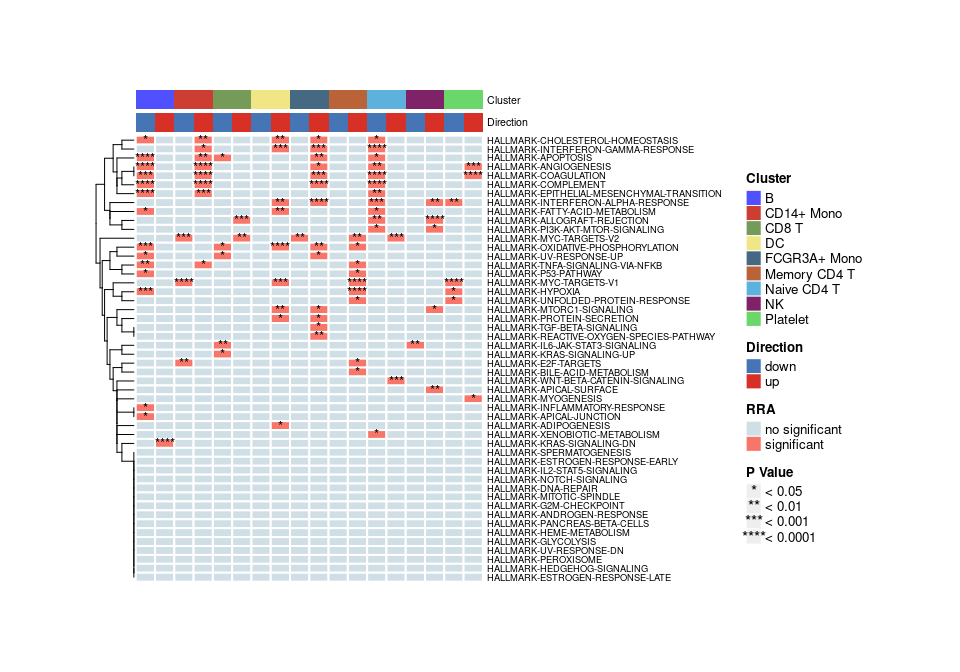 Cluster
Direction
* ** ** * *
HALLMARK-CHOLESTEROL-HOMEOSTASIS
* *** *** ****
HALLMARK-INTERFERON-GAMMA-RESPONSE
**** ** * ** *
HALLMARK-APOPTOSIS
**** **** * ** ***
HALLMARK-ANGIOGENESIS
**** **** *** **** ****
HALLMARK-COAGULATION
**** **** **** ****
HALLMARK-COMPLEMENT
**** *** **
HALLMARK-EPITHELIAL-MESENCHYMAL-TRANSITION
** **** *** ** **
HALLMARK-INTERFERON-ALPHA-RESPONSE
* ** *
HALLMARK-FATTY-ACID-METABOLISM
*** ** ****
HALLMARK-ALLOGRAFT-REJECTION
* *
HALLMARK-PI3K-AKT-MTOR-SIGNALING
*** ** ** ** ***
HALLMARK-MYC-TARGETS-V2
*** * **** ** *
HALLMARK-OXIDATIVE-PHOSPHORYLATION
* * *
HALLMARK-UV-RESPONSE-UP
** * *
HALLMARK-TNFA-SIGNALING-VIA-NFKB
* *
HALLMARK-P53-PATHWAY
**** *** **** ****
HALLMARK-MYC-TARGETS-V1
*** **** *
HALLMARK-HYPOXIA
* *
HALLMARK-UNFOLDED-PROTEIN-RESPONSE
** * *
HALLMARK-MTORC1-SIGNALING
* *
HALLMARK-PROTEIN-SECRETION
*
HALLMARK-TGF-BETA-SIGNALING
**
HALLMARK-REACTIVE-OXYGEN-SPECIES-PATHWAY
** **
HALLMARK-IL6-JAK-STAT3-SIGNALING
*
HALLMARK-KRAS-SIGNALING-UP
** *
HALLMARK-E2F-TARGETS
*
HALLMARK-BILE-ACID-METABOLISM
***
HALLMARK-WNT-BETA-CATENIN-SIGNALING
**
HALLMARK-APICAL-SURFACE
*
HALLMARK-MYOGENESIS
*
HALLMARK-INFLAMMATORY-RESPONSE
*
HALLMARK-APICAL-JUNCTION
*
HALLMARK-ADIPOGENESIS
*
HALLMARK-XENOBIOTIC-METABOLISM
****
HALLMARK-KRAS-SIGNALING-DN
HALLMARK-SPERMATOGENESIS
HALLMARK-ESTROGEN-RESPONSE-EARLY
HALLMARK-IL2-STAT5-SIGNALING
HALLMARK-NOTCH-SIGNALING
HALLMARK-DNA-REPAIR
HALLMARK-MITOTIC-SPINDLE
HALLMARK-G2M-CHECKPOINT
HALLMARK-ANDROGEN-RESPONSE
HALLMARK-PANCREAS-BETA-CELLS
HALLMARK-HEME-METABOLISM
HALLMARK-GLYCOLYSIS
HALLMARK-UV-RESPONSE-DN
HALLMARK-PEROXISOME
HALLMARK-HEDGEHOG-SIGNALING
HALLMARK-ESTROGEN-RESPONSE-LATE
Cluster
B
CD14+ Mono
CD8 T
DC
FCGR3A+ Mono
Memory CD4 T
Naive CD4 T
NK
Platelet
Direction
down
up
RRA
no significant
significant
P Value
* < 0.05
** < 0.01
*** < 0.001
**** < 0.0001